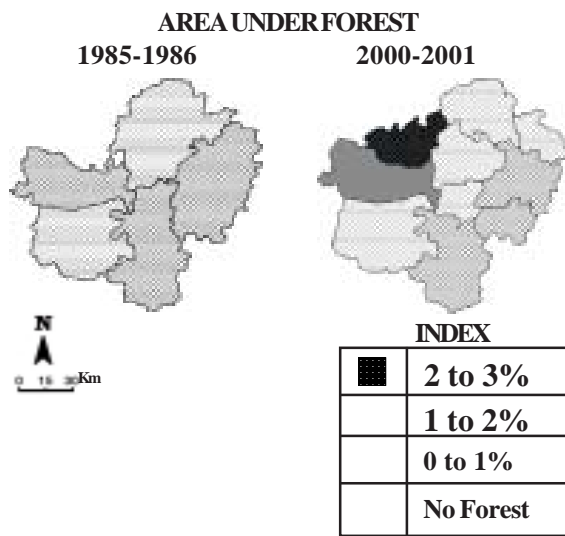 AREA UNDER FOREST
1985-1986 2000-2001
N
0 15 30 Km
INDEX
2 to 3%
1 to 2%
0 to 1%
No Forest